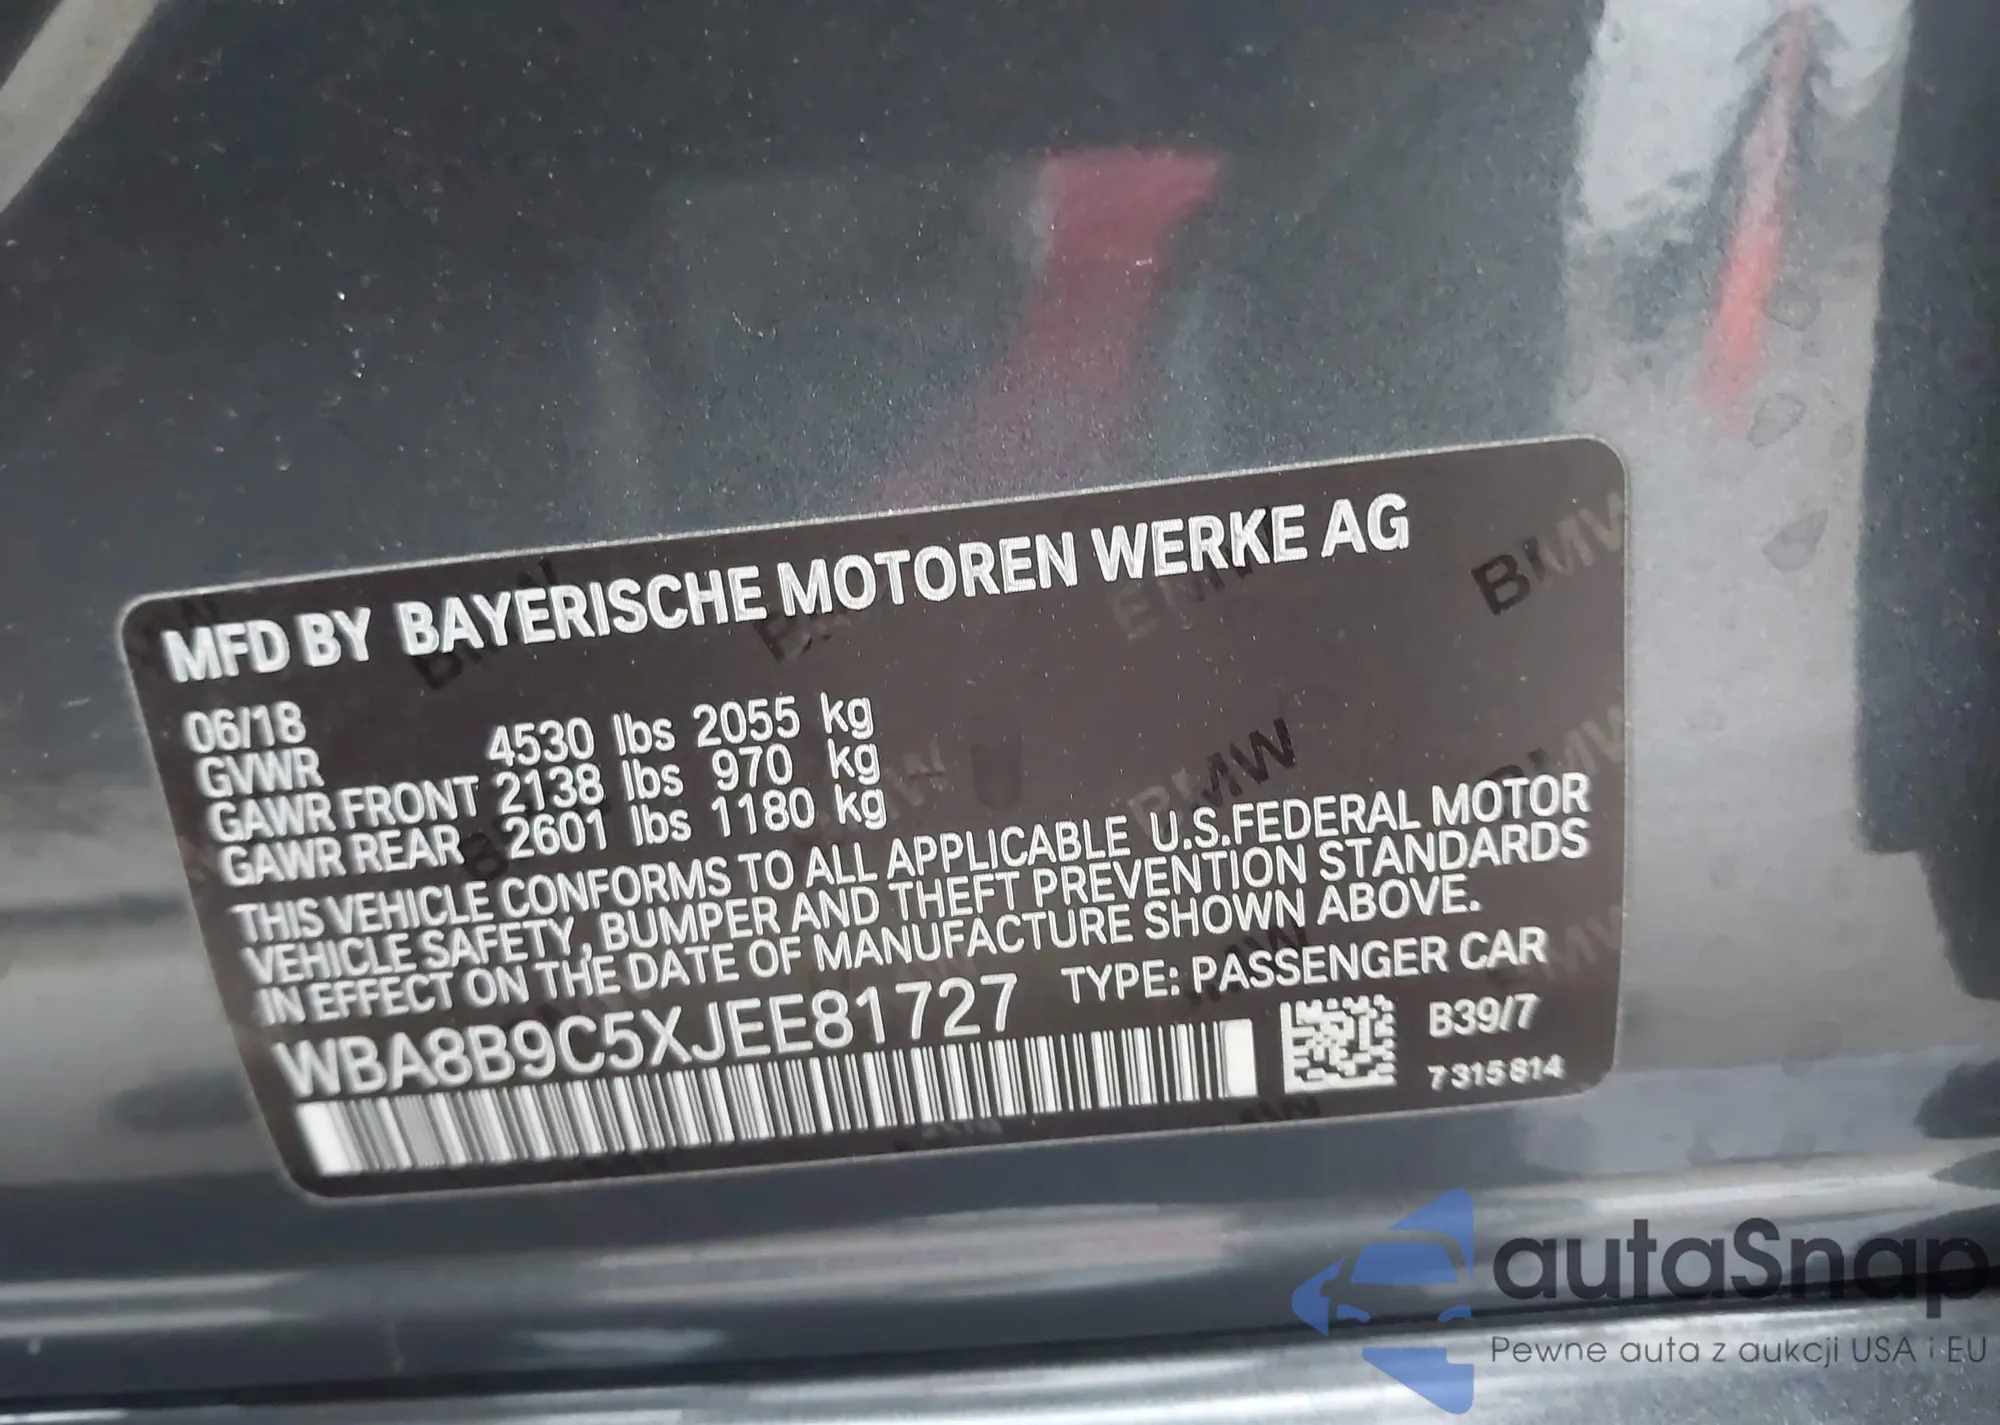 MFD BY BAYERISCHE MOTOREN WERKE AG
06/18
GVWR 4530 lbs 2055 kg
GAWR FRONT 2138 lbs 970 kg
GAWR REAR 2601 lbs 1180 kg
THIS VEHICLE CONFORMS TO ALL APPLICABLE U.S.FEDERAL MOTOR
VEHICLE SAFETY, BUMPER AND THEFT PREVENTION STANDARDS
IN EFFECT ON THE DATE OF MANUFACTURE SHOWN ABOVE.
WBA8B9C5XJEE81727 TYPE: PASSENGER CAR
B39/7
7315814
autaSnap
Pewne auta z aukcji USA i EU